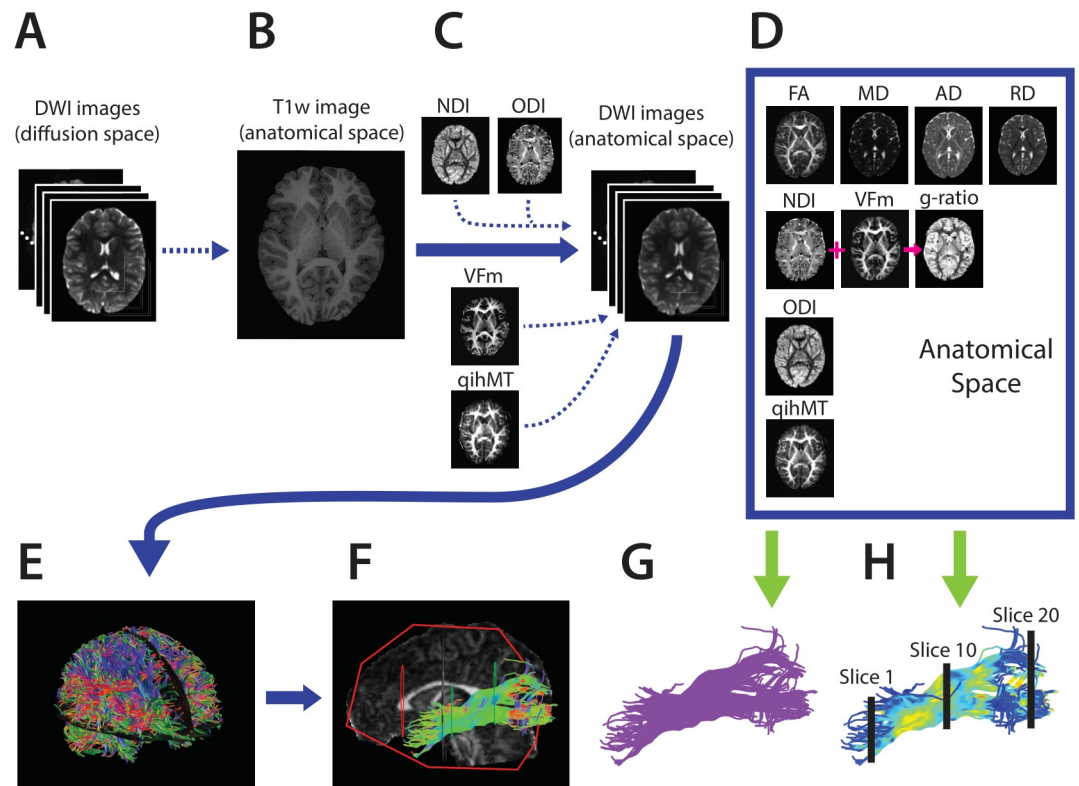 A
B
C
D
DWI images
(diffusion space)
T1w image
(anatomical space)
NDI
ODI
DWI images
(anatomical space)
VFm
qihMT
FA
MD
AD
RD
NDI
VFm
g-ratio
ODI
Anatomical
Space
qihMT
E
F
G
H
Slice 1
Slice 10
Slice 20